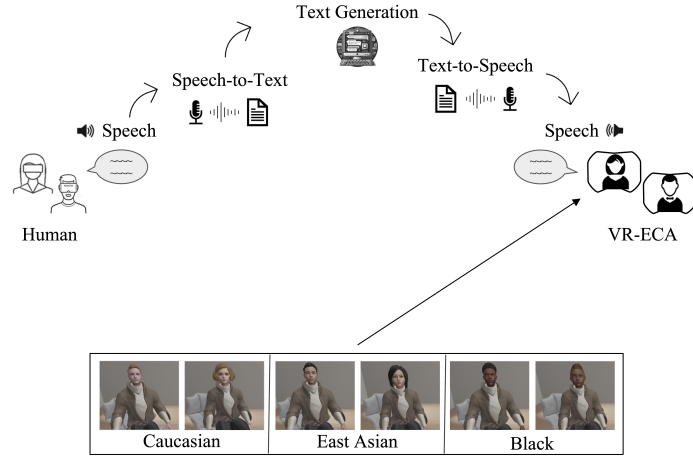 Text Generation
Speech-to-Text
Text-to-Speech
Speech
Speech
Human
VR-ECA
Caucasian
East Asian
Black